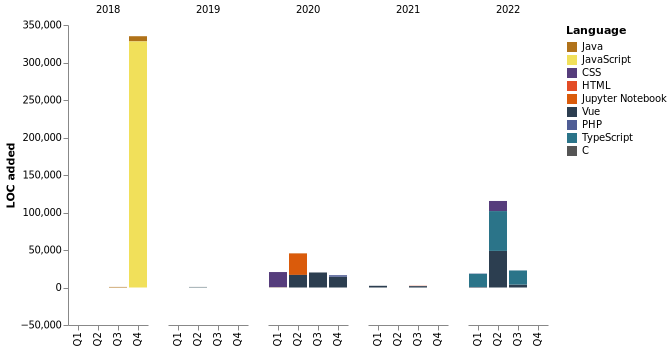 2018 2019 2020 2021 2022
350,000
300,000
250,000
200,000
150,000
100,000
50,000
0
−50,000
LOC added
Q1 Q2 Q3 Q4 Q1 Q2 Q3 Q4 Q1 Q2 Q3 Q4 Q1 Q2 Q3 Q4 Q1 Q2 Q3 Q4
Language
Java
JavaScript
CSS
HTML
Jupyter Notebook
Vue
PHP
TypeScript
C